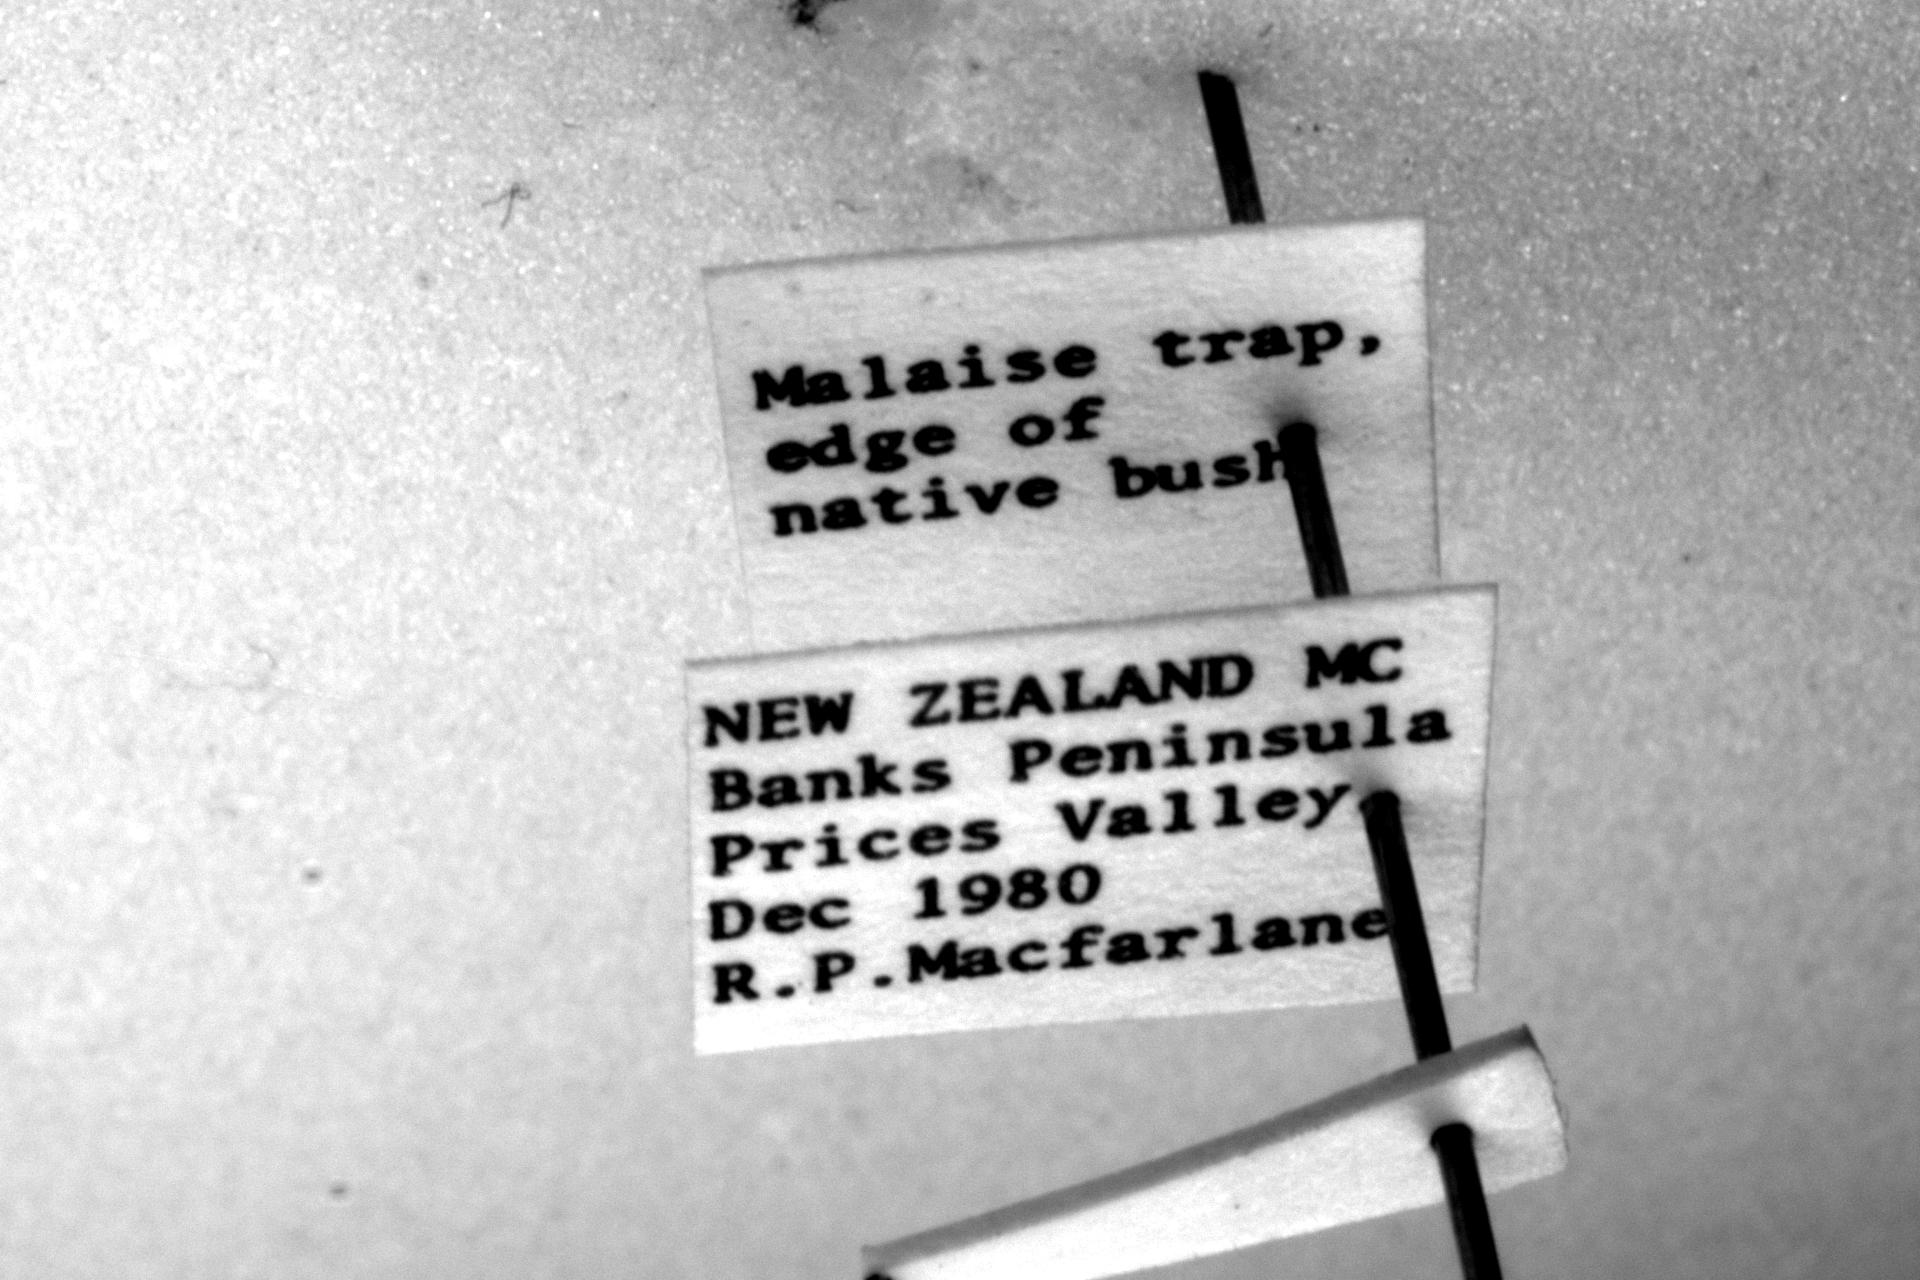 Malaise trap,
edge of
native bush
NEW ZEALAND MC
Banks Peninsula
Prices Valley
Dec 1980
R.P.Macfarlane